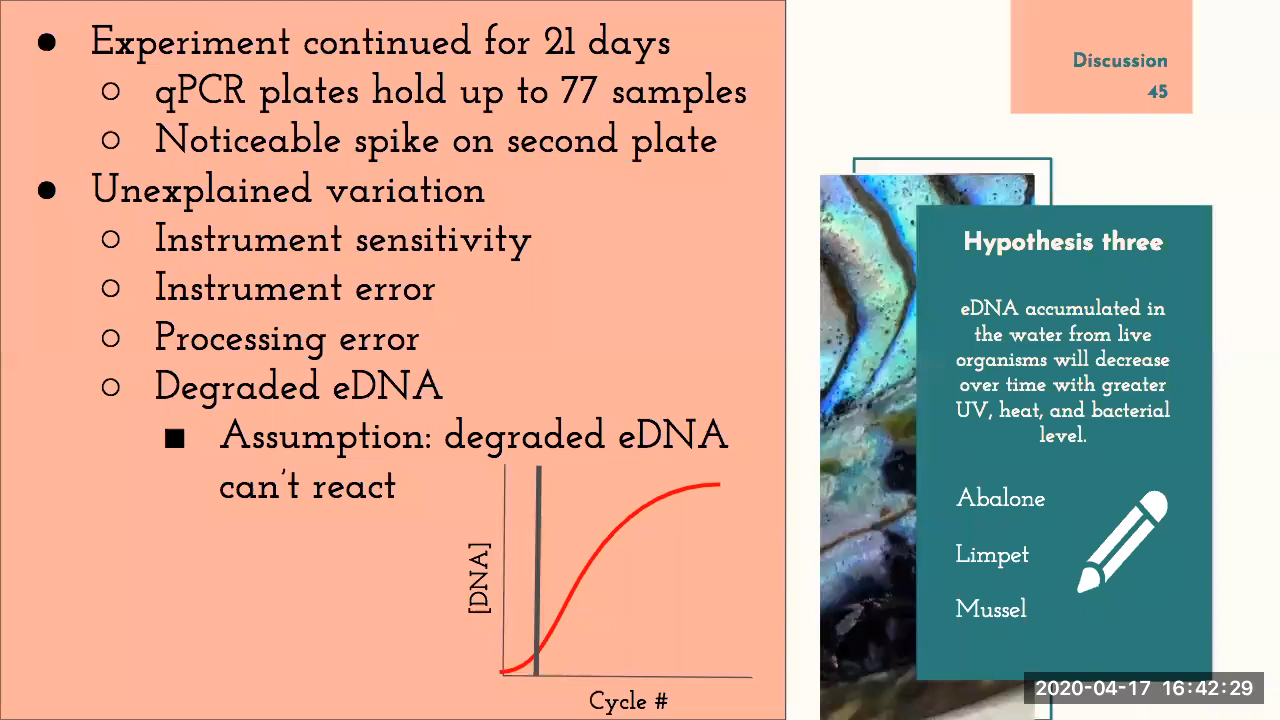 ● Experiment continued for 21 days
○ qPCR plates hold up to 77 samples
○ Noticeable spike on second plate
● Unexplained variation
○ Instrument sensitivity
○ Instrument error
○ Processing error
○ Degraded eDNA
■ Assumption: degraded eDNA
can't react
[DNA]
Cycle #
Discussion
45
Hypothesis three
eDNA accumulated in
the water from live
organisms will decrease
over time with greater
UV, heat, and bacterial
level.
Abalone
Limpet
Mussel
2020-04-17 16:42:29